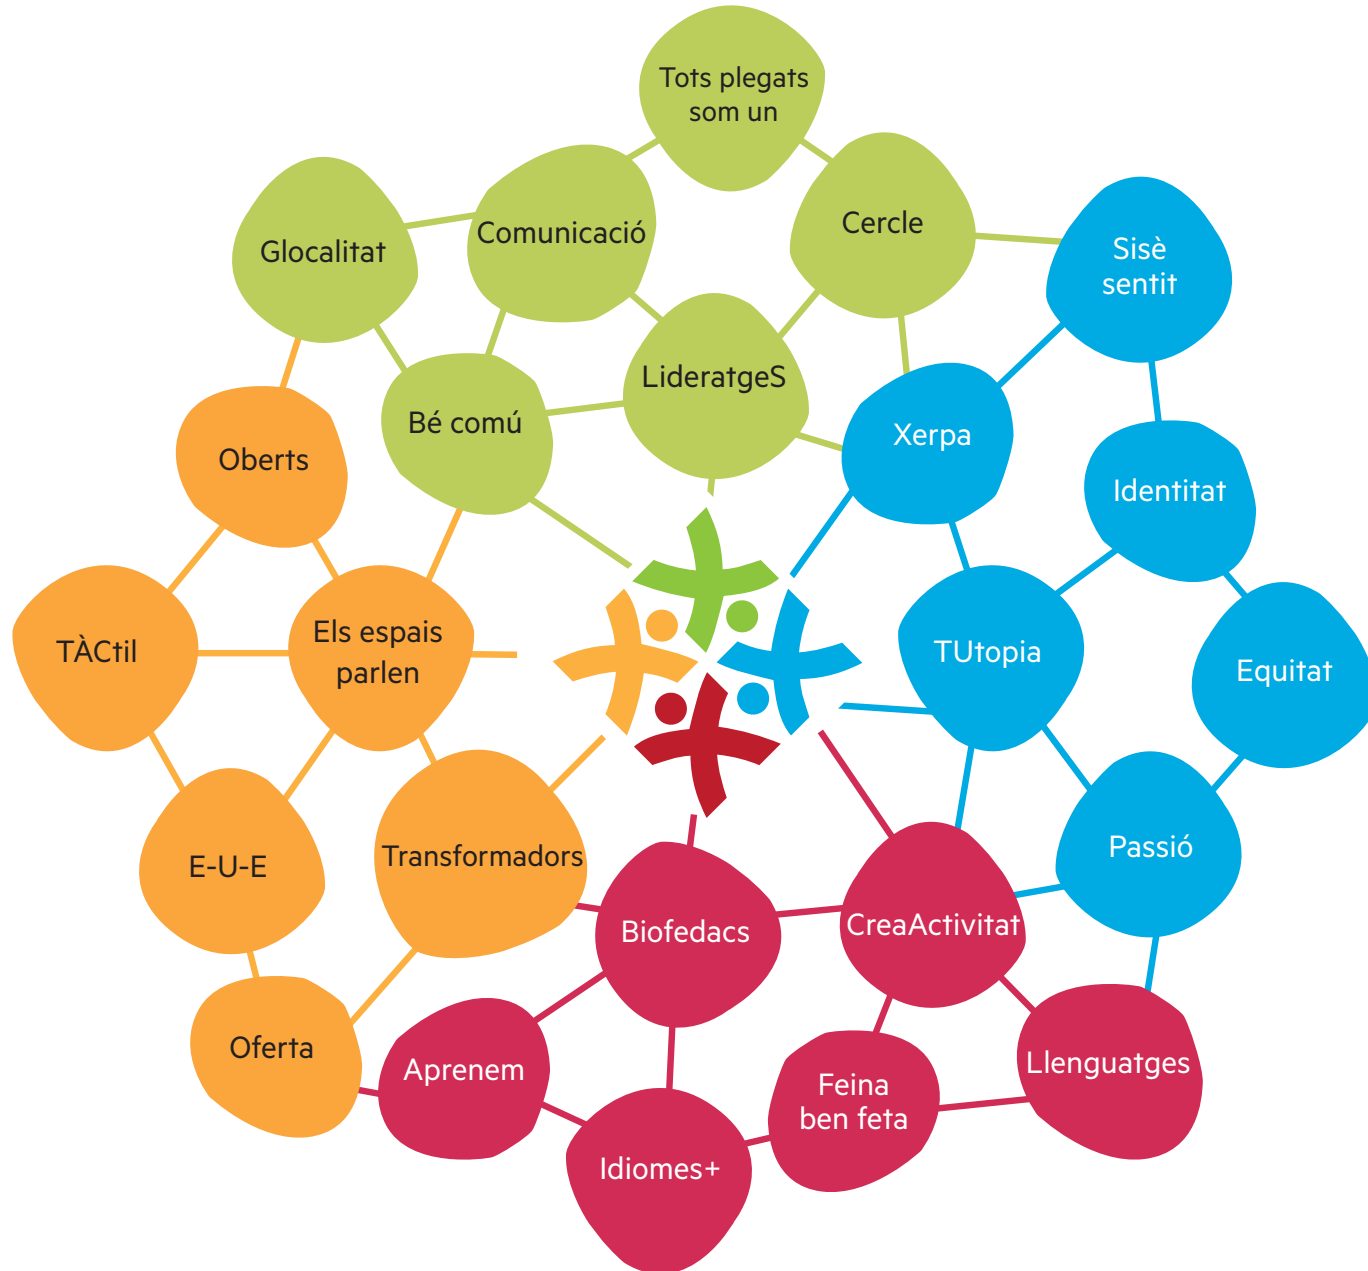 Tots plegats
som un
Glocalitat
Comunicació
Cercle
Sisè
sentit
LideratgeS
Bé comú
Xerpa
Oberts
Identitat
TÀCtil
Els espais
parlen
TUtopia
Equitat
E-U-E
Transformadors
Passió
Biofedacs
CreaActivitat
Oferta
Aprenem
Feina
ben feta
Llenguatges
Idiomes+